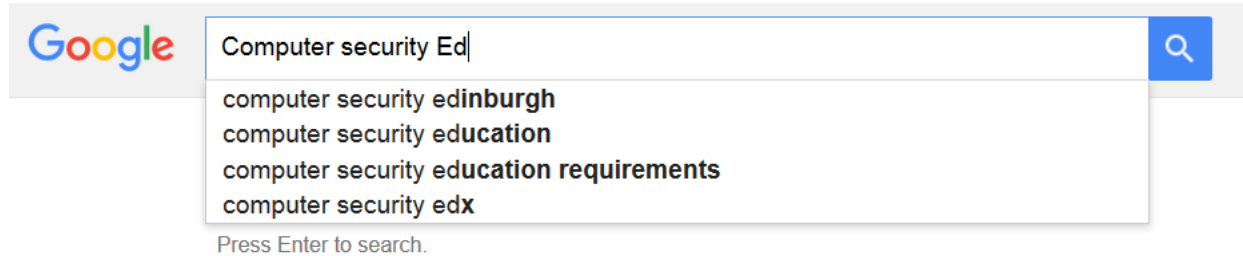 Google
Computer security Ed
computer security edinburgh
computer security education
computer security education requirements
computer security edx
Press Enter to search.